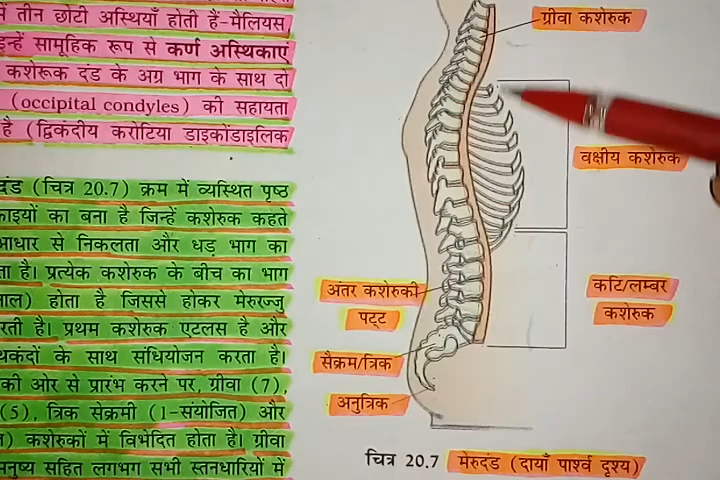 में तीन छोटी अस्थियाँ होती हैं-मैलियस
इन्हें सामूहिक रूप से कर्ण अस्थिकाएं
कशेरूक दंड के अग्र भाग के साथ दो
(occipital condyles) की सहायता
है (द्विकंदीय करोटिया डाइकोंडाइलिक
दंड (चित्र 20.7) क्रम में व्यस्थित पृष्ठ
काइयों का बना है जिन्हें कशेरुक कहते
आधार से निकलता और धड़ भाग का
ता है। प्रत्येक कशेरुक के बीच का भाग
नाल) होता है जिससे होकर मेरुरज्जु
रती है। प्रथम कशेरुक एटलस है और
थकंदों के साथ संधियोजन करता है।
की ओर से प्रारंभ करने पर, ग्रीवा (7),
(5), त्रिक सेक्रमी (1-संयोजित) और
) कशेरुकों में विभेदित होता है। ग्रीवा
मनुष्य सहित लगभग सभी स्तनधारियों में
ग्रीवा कशेरुक
वक्षीय कशेरुक
अंतर कशेरुकी
पट्ट
कटि/लम्बर
कशेरुक
सैक्रम/त्रिक
अनुत्रिक
चित्र 20.7 मेरुदंड (दायाँ पार्श्व दृश्य)